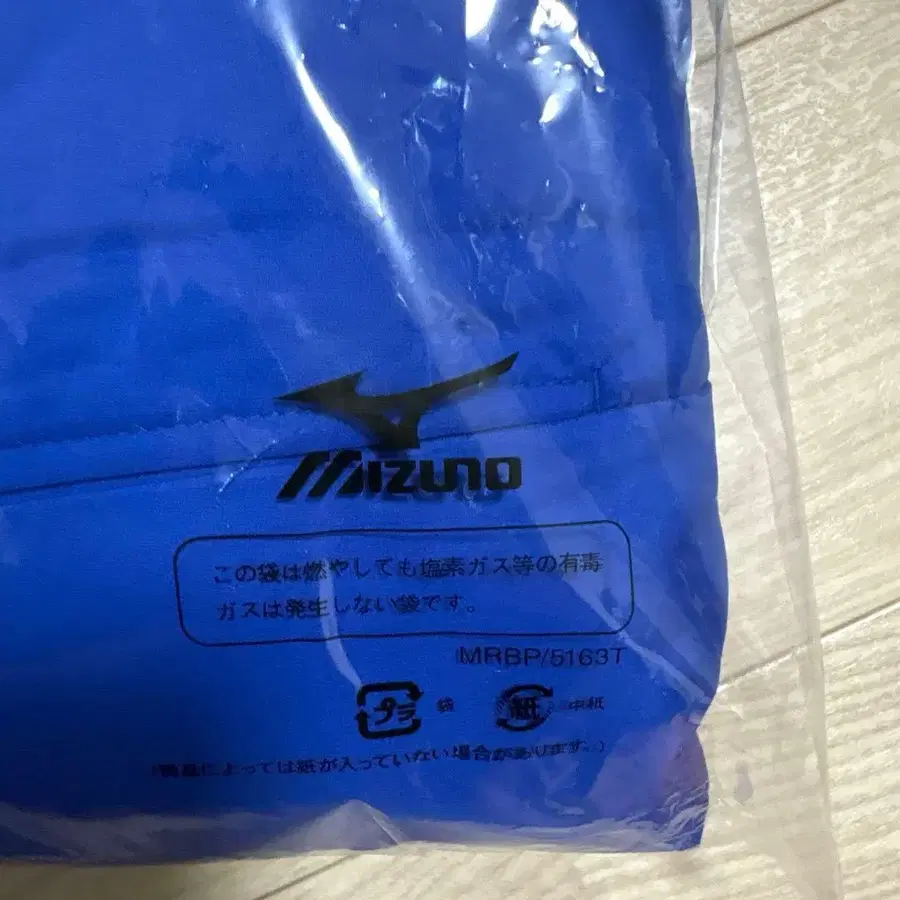 MIZUNO
この袋は燃やしても塩素ガス等の有毒
ガスは発生しない袋です。
MRBP/5163T
プラ 袋 紙 中紙
(商品によっては紙が入っていない場合があります。)